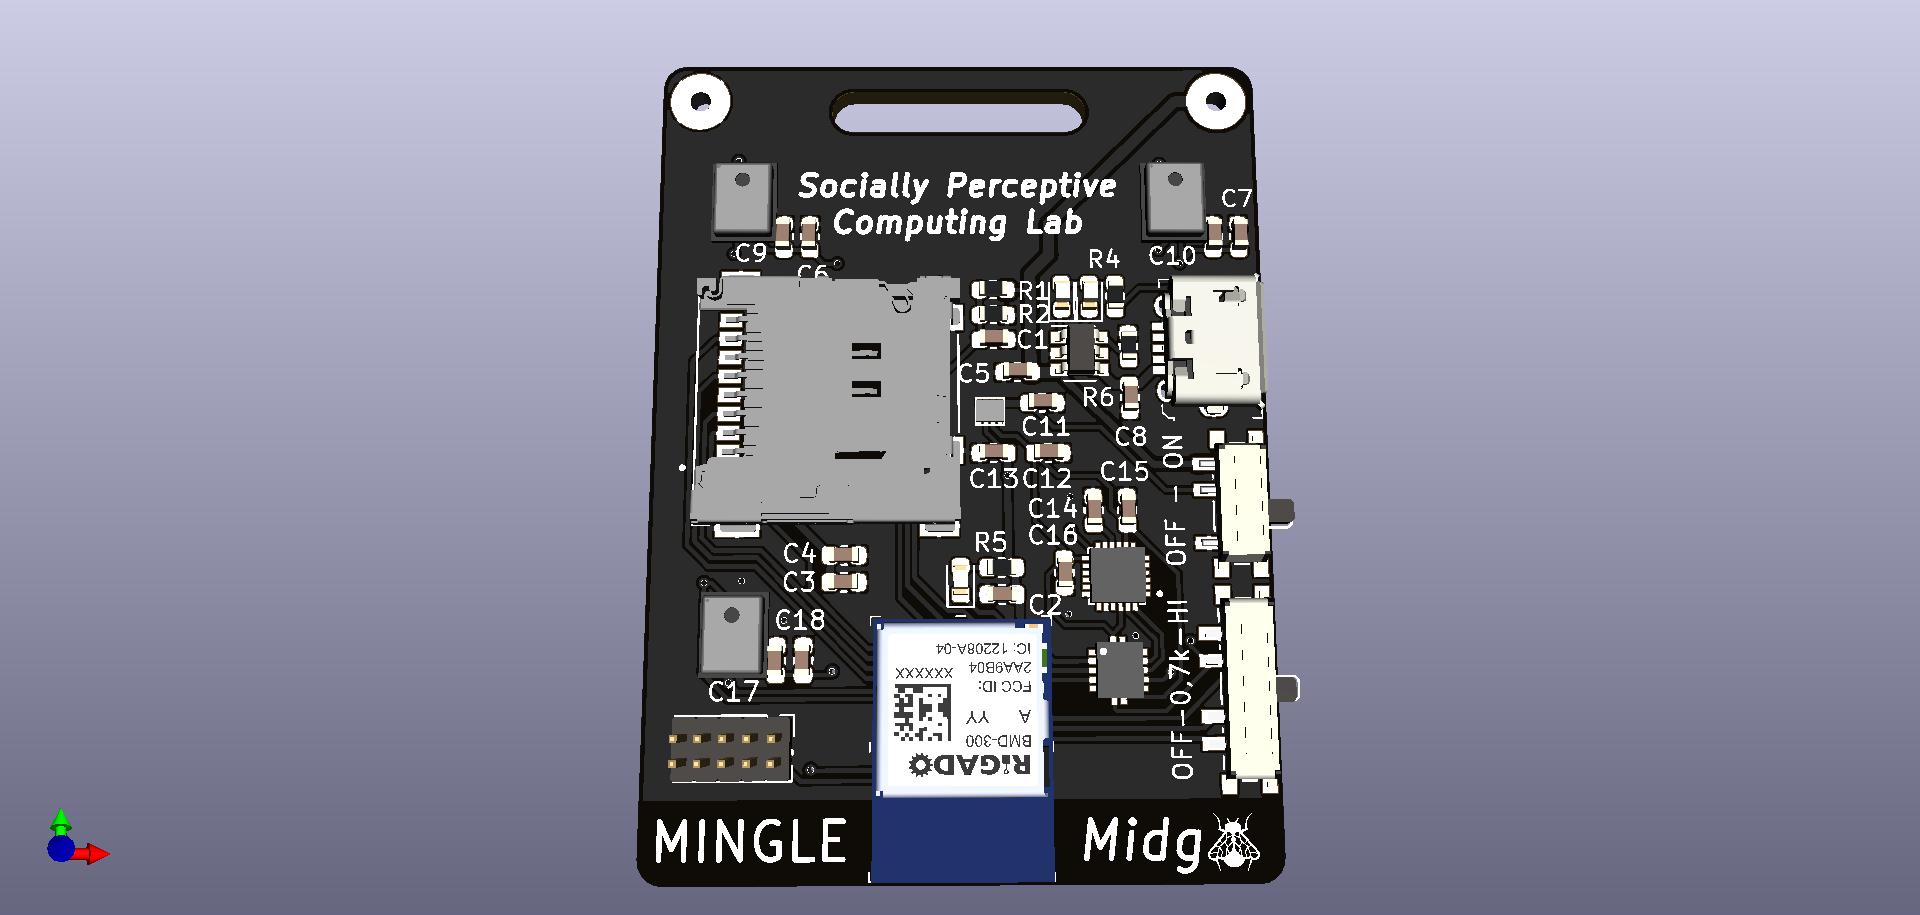 Socially Perceptive
Computing Lab
C7
C9
C6
C10
R4
R1
R2
C1
C5
R6
C11
C8
C13
C12
C15
C14
C16
OFF - ON
R5
C4
C3
C2
C18
C17
OFF-0,7k-HI
IC: 12208A-04
2AA9B04
XXXXXX
FCC ID:
A YY
BMD-300
RiGADO
MINGLE
Midg